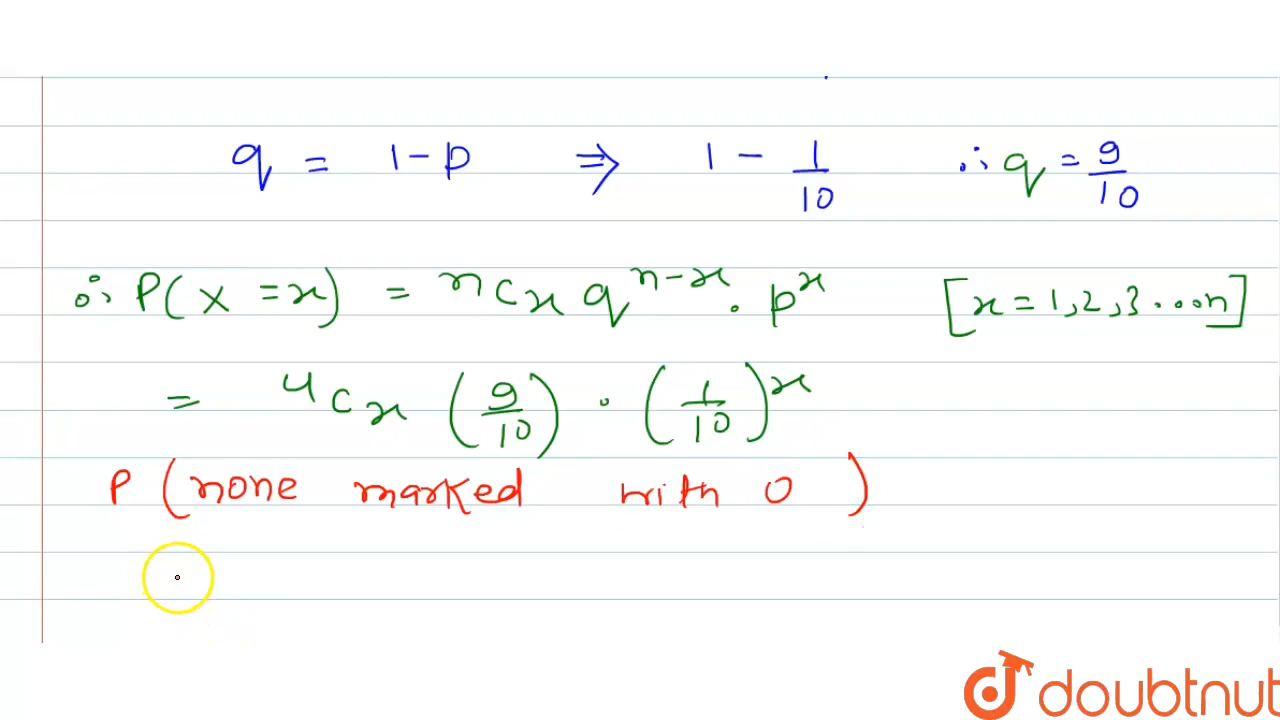 q = 1 - p ⇒ 1 - 1/10 ∴ q = 9/10
∴ P(X = x) = ⁿCₓ qⁿ⁻ˣ . pˣ [x = 1, 2, 3 .....n]
= ⁴Cₓ (9/10) · (1/10)ˣ
P (none marked with 0)
doubtnut